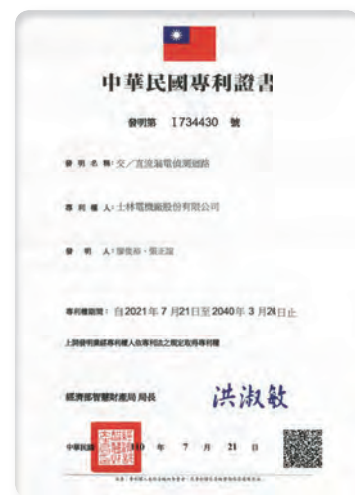 中華民國專利證書
發明第 I734430 號
發 明 名 稱:交／直流漏電偵測迴路
專 利 權 人:士林電機廠股份有限公司
發 明 人:
專利權期間: 自2021年 7 月21日至 2040年 3 月26日止
上開發明業經專利權人依專利法之規定取得專利權
經濟部智慧財產局 局長
洪淑敏
中華民國 110 年 7 月 21 日